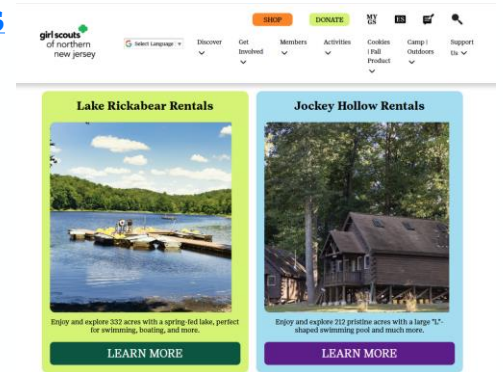 5
SHOP DONATE MY GS ES
girl scouts
of northern
new jersey
G Select Language ▼
Discover
Get Involved
Members
Activities
Cookies | Fall Product
Camp | Outdoors
Support Us
Lake Rickabear Rentals
Enjoy and explore 332 acres with a spring-fed lake, perfect
for swimming, boating, and more.
LEARN MORE
Jockey Hollow Rentals
Enjoy and explore 212 pristine acres with a large "L"-
shaped swimming pool and much more.
LEARN MORE